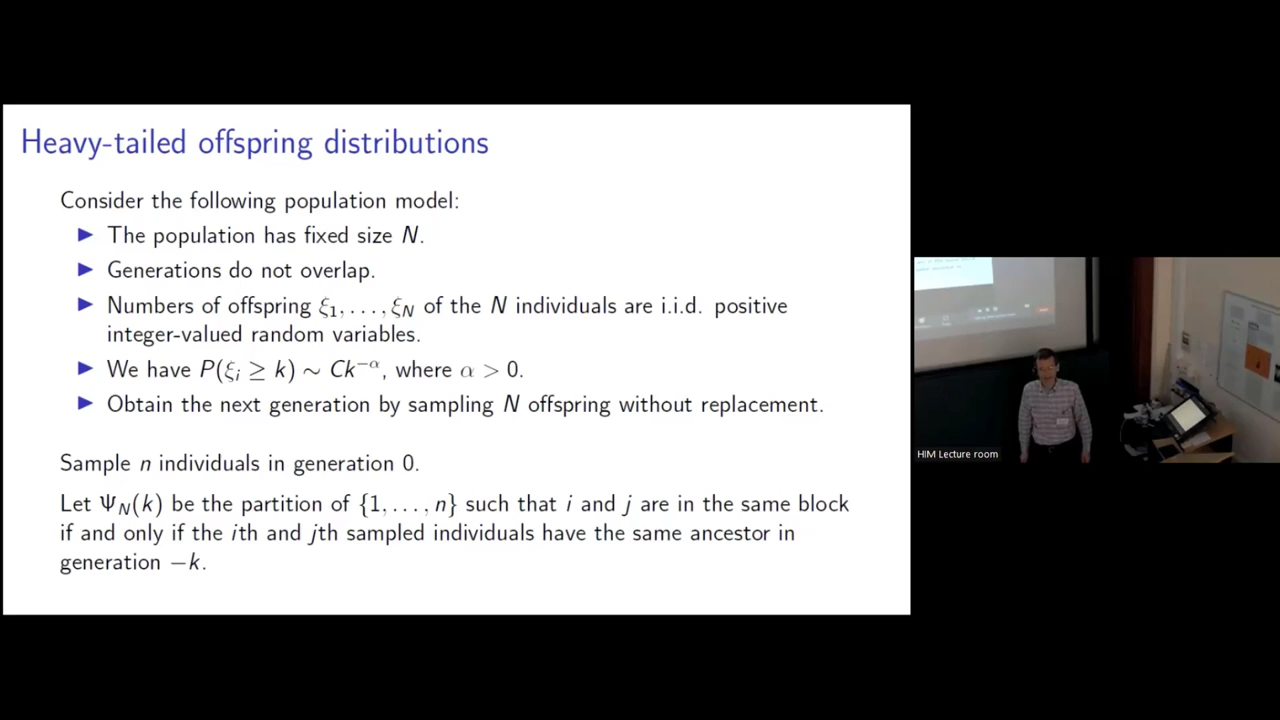 Heavy-tailed offspring distributions
Consider the following population model:
▶ The population has fixed size N.
▶ Generations do not overlap.
▶ Numbers of offspring ξ₁, . . . , ξ_N of the N individuals are i.i.d. positive
integer-valued random variables.
▶ We have P(ξᵢ ≥ k) ∼ Ck^{−α}, where α > 0.
▶ Obtain the next generation by sampling N offspring without replacement.
Sample n individuals in generation 0.
Let Ψ_N(k) be the partition of {1, . . . , n} such that i and j are in the same block
if and only if the ith and jth sampled individuals have the same ancestor in
generation −k.
HIM Lecture room